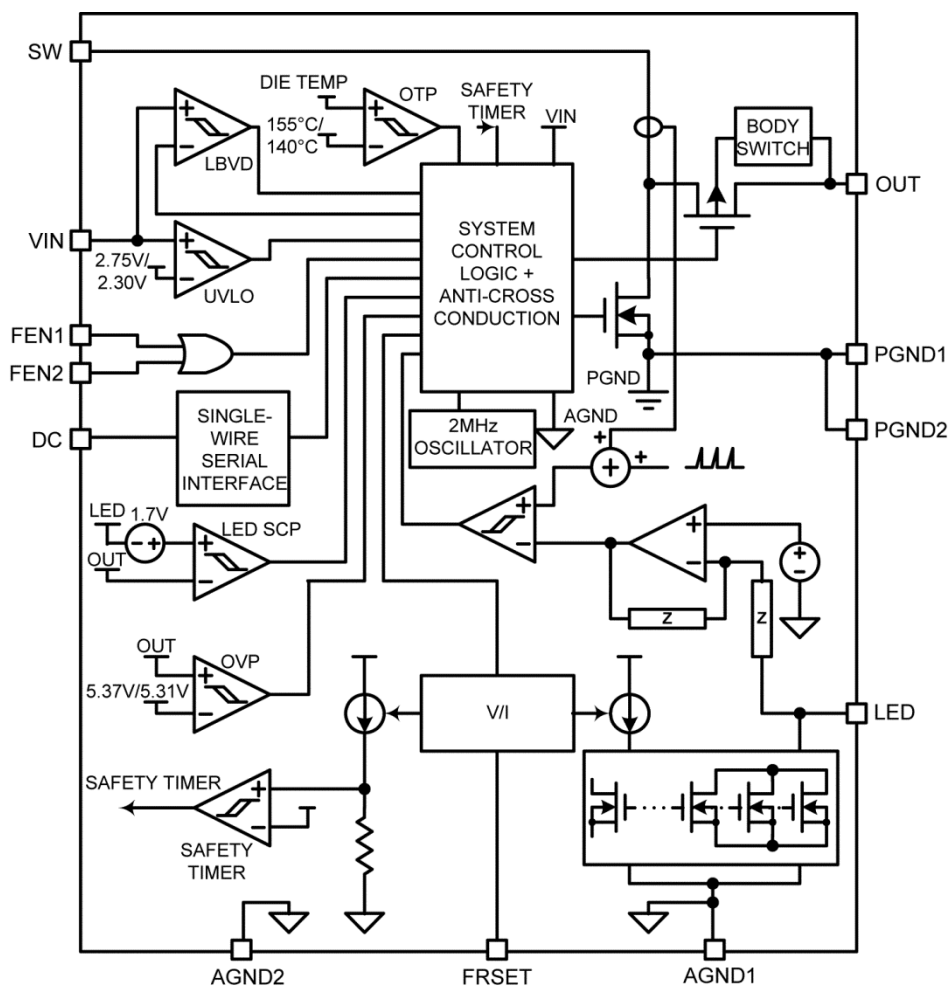 SW
DIE TEMP
OTP
SAFETY
TIMER
VIN
155°C/
140°C
LBVD
BODY
SWITCH
OUT
SYSTEM
CONTROL
LOGIC +
ANTI-CROSS
CONDUCTION
VIN
2.75V/
2.30V
UVLO
FEN1
FEN2
PGND
PGND1
PGND2
DC
SINGLE-
WIRE
SERIAL
INTERFACE
2MHz
OSCILLATOR
AGND
LED
1.7V
LED SCP
OUT
Z
Z
OUT
OVP
5.37V/5.31V
V/I
LED
SAFETY TIMER
SAFETY
TIMER
AGND2
FRSET
AGND1